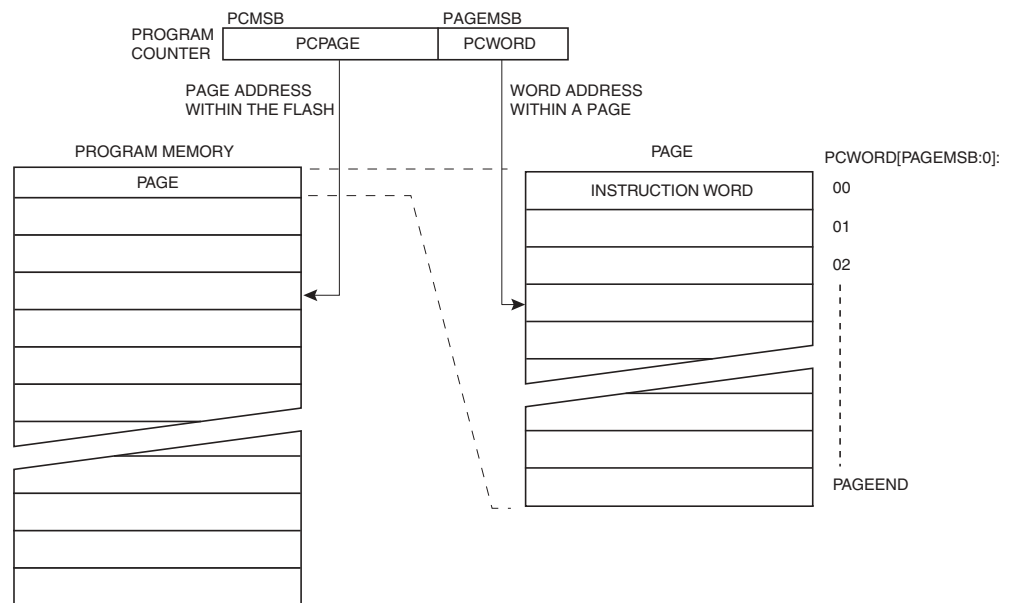 PCMSB PAGEMSB
PROGRAM
COUNTER
PCPAGE PCWORD
PAGE ADDRESS
WITHIN THE FLASH
WORD ADDRESS
WITHIN A PAGE
PROGRAM MEMORY
PAGE
PAGE
INSTRUCTION WORD
PCWORD[PAGEMSB:0]:
00
01
02
PAGEEND